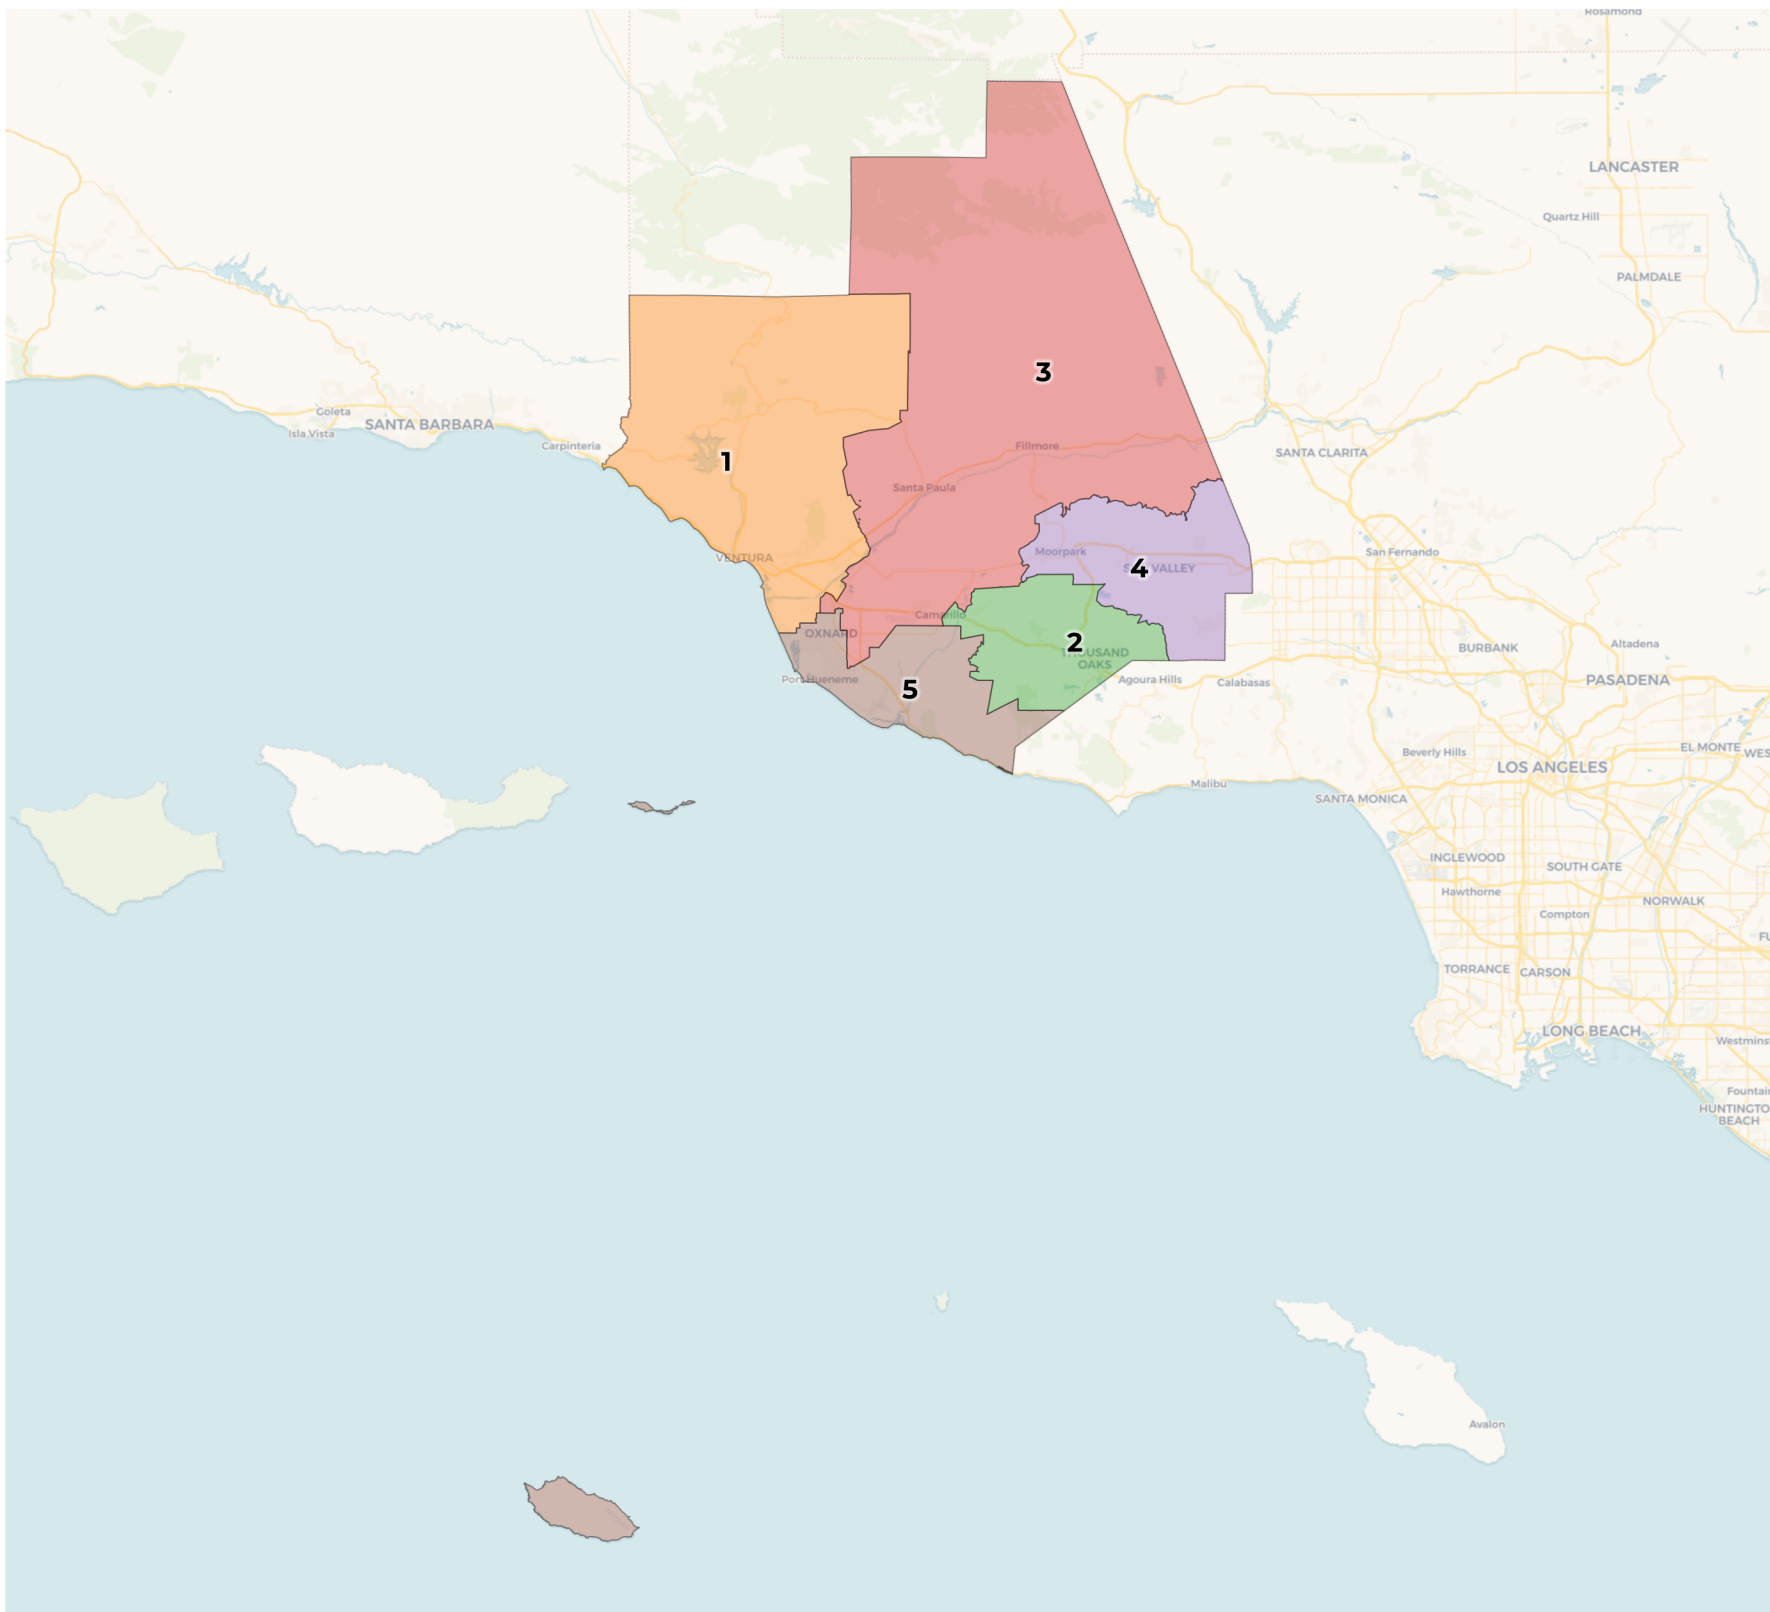 Rosamond
LANCASTER
Quartz Hill
PALMDALE
3
Goleta
SANTA BARBARA
Isla Vista
Carpinteria
Fillmore
SANTA CLARITA
1
Santa Paula
VENTURA
Moorpark
San Fernando
4
VALLEY
Camarillo
OXNARD
2
THOUSAND
OAKS
BURBANK
Altadena
Port Hueneme
5
Agoura Hills
Calabasas
PASADENA
Beverly Hills
EL MONTE
WES
LOS ANGELES
Malibu
SANTA MONICA
INGLEWOOD
SOUTH GATE
Hawthorne
NORWALK
Compton
FU
TORRANCE
CARSON
LONG BEACH
Westmins
Fountai
HUNTINGTO
BEACH
Avalon